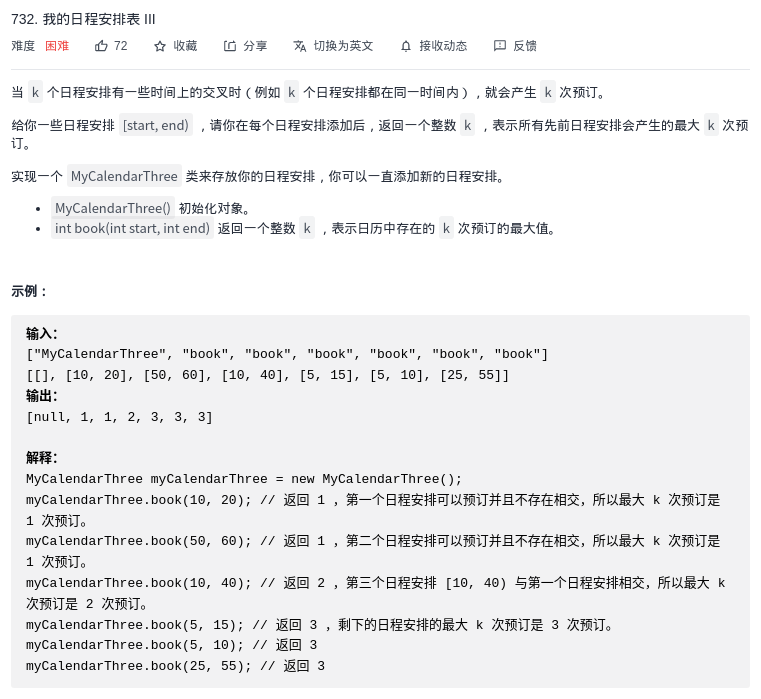 732. 我的日程安排表 III
难度 困难 72 收藏 分享 切换为英文 接收动态 反馈
当 k 个日程安排有一些时间上的交叉时（例如 k 个日程安排都在同一时间内），就会产生 k 次预订。
给你一些日程安排 [start, end) ，请你在每个日程安排添加后，返回一个整数 k ，表示所有先前日程安排会产生的最大 k 次预
订。
实现一个 MyCalendarThree 类来存放你的日程安排，你可以一直添加新的日程安排。
• MyCalendarThree() 初始化对象。
• int book(int start, int end) 返回一个整数 k ，表示日历中存在的 k 次预订的最大值。
示例：
输入：
["MyCalendarThree", "book", "book", "book", "book", "book", "book"]
[[], [10, 20], [50, 60], [10, 40], [5, 15], [5, 10], [25, 55]]
输出：
[null, 1, 1, 2, 3, 3, 3]
解释：
MyCalendarThree myCalendarThree = new MyCalendarThree();
myCalendarThree.book(10, 20); // 返回 1 ，第一个日程安排可以预订并且不存在相交，所以最大 k 次预订是
1 次预订。
myCalendarThree.book(50, 60); // 返回 1 ，第二个日程安排可以预订并且不存在相交，所以最大 k 次预订是
1 次预订。
myCalendarThree.book(10, 40); // 返回 2 ，第三个日程安排 [10, 40) 与第一个日程安排相交，所以最大 k
次预订是 2 次预订。
myCalendarThree.book(5, 15); // 返回 3 ，剩下的日程安排的最大 k 次预订是 3 次预订。
myCalendarThree.book(5, 10); // 返回 3
myCalendarThree.book(25, 55); // 返回 3